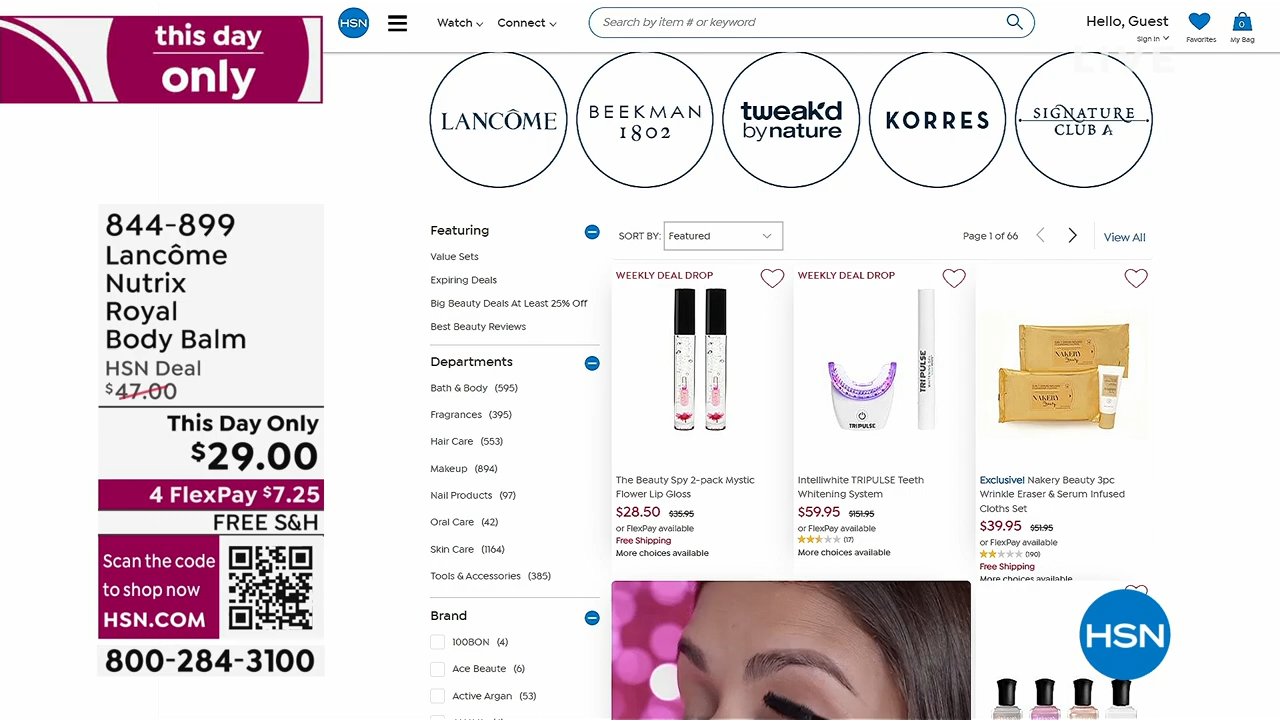 this day
only
HSN
Watch
Connect
Search by item # or keyword
Hello, Guest
Sign In
Favorites
0
My Bag
LIVE
LANCÔME
BEEKMAN
1802
tweak'd
by nature
KORRES
SIGNATURE
CLUB A
844-899
Lancôme
Nutrix
Royal
Body Balm
HSN Deal
$47.00
This Day Only
$29.00
4 FlexPay $7.25
FREE S&H
Scan the code
to shop now
HSN.COM
800-284-3100
Featuring
Value Sets
Expiring Deals
Big Beauty Deals At Least 25% Off
Best Beauty Reviews
Departments
Bath & Body (595)
Fragrances (395)
Hair Care (553)
Makeup (894)
Nail Products (97)
Oral Care (42)
Skin Care (1164)
Tools & Accessories (385)
Brand
100BON (4)
Ace Beaute (6)
Active Argan (53)
SORT BY: Featured
Page 1 of 66
View All
WEEKLY DEAL DROP
The Beauty Spy 2-pack Mystic
Flower Lip Gloss
$28.50 $35.95
or FlexPay available
Free Shipping
More choices available
WEEKLY DEAL DROP
TRIPULSE
TRIPULSE
Intelliwhite TRIPULSE Teeth
Whitening System
$59.95 $151.95
or FlexPay available
(17)
More choices available
NAKERY
Beauty
NAKERY
Beauty
Exclusive! Nakery Beauty 3pc
Wrinkle Eraser & Serum Infused
Cloths Set
$39.95 $51.95
or FlexPay available
(190)
Free Shipping
More choices available
HSN